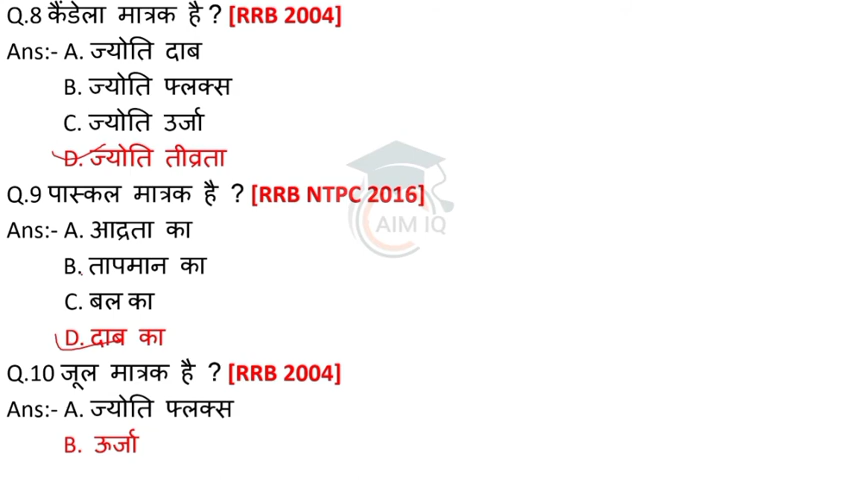 Q.8 कैंडेला मात्रक है ? [RRB 2004]
Ans:- A. ज्योति दाब
B. ज्योति फ्लक्स
C. ज्योति उर्जा
D. ज्योति तीव्रता
Q.9 पास्कल मात्रक है ? [RRB NTPC 2016]
Ans:- A. आद्रता का
B. तापमान का
C. बल का
D. दाब का
AIM IQ
Q.10 जूल मात्रक है ? [RRB 2004]
Ans:- A. ज्योति फ्लक्स
B. ऊर्जा